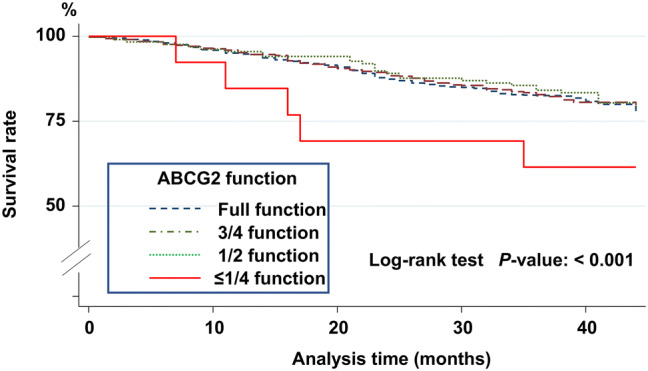 %
100
75
50
Survival rate
ABCG2 function
Full function
3/4 function
1/2 function
≤1/4 function
Log-rank test P-value: < 0.001
0 10 20 30 40
Analysis time (months)